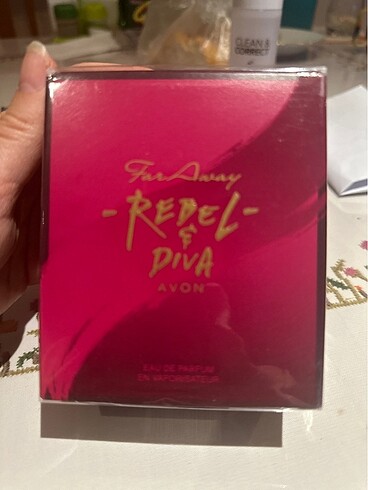 CLEAN &
CORRECT
Far Away
- REBEL -
&
DIVA
AVON
EAU DE PARFUM
EN VAPORISATEUR